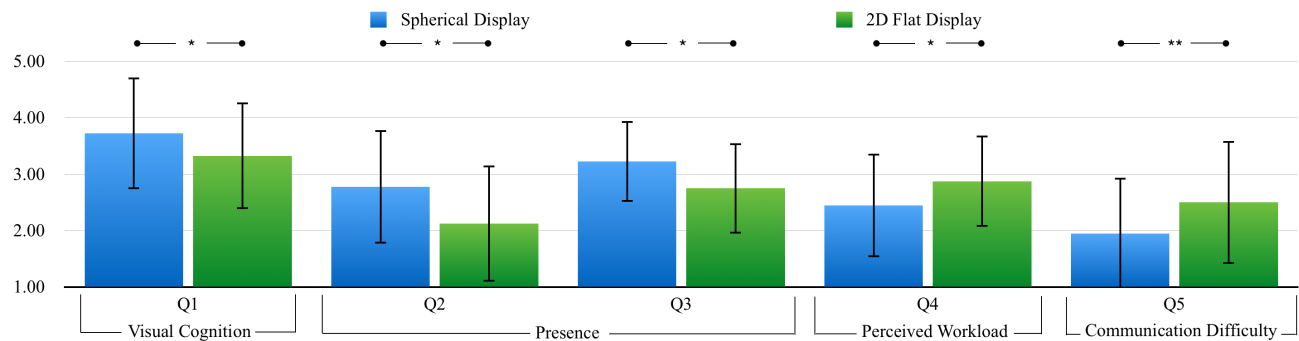 Spherical Display 2D Flat Display
* * * * **
5.00
4.00
3.00
2.00
1.00
Q1 Q2 Q3 Q4 Q5
Visual Cognition Presence Perceived Workload Communication Difficulty